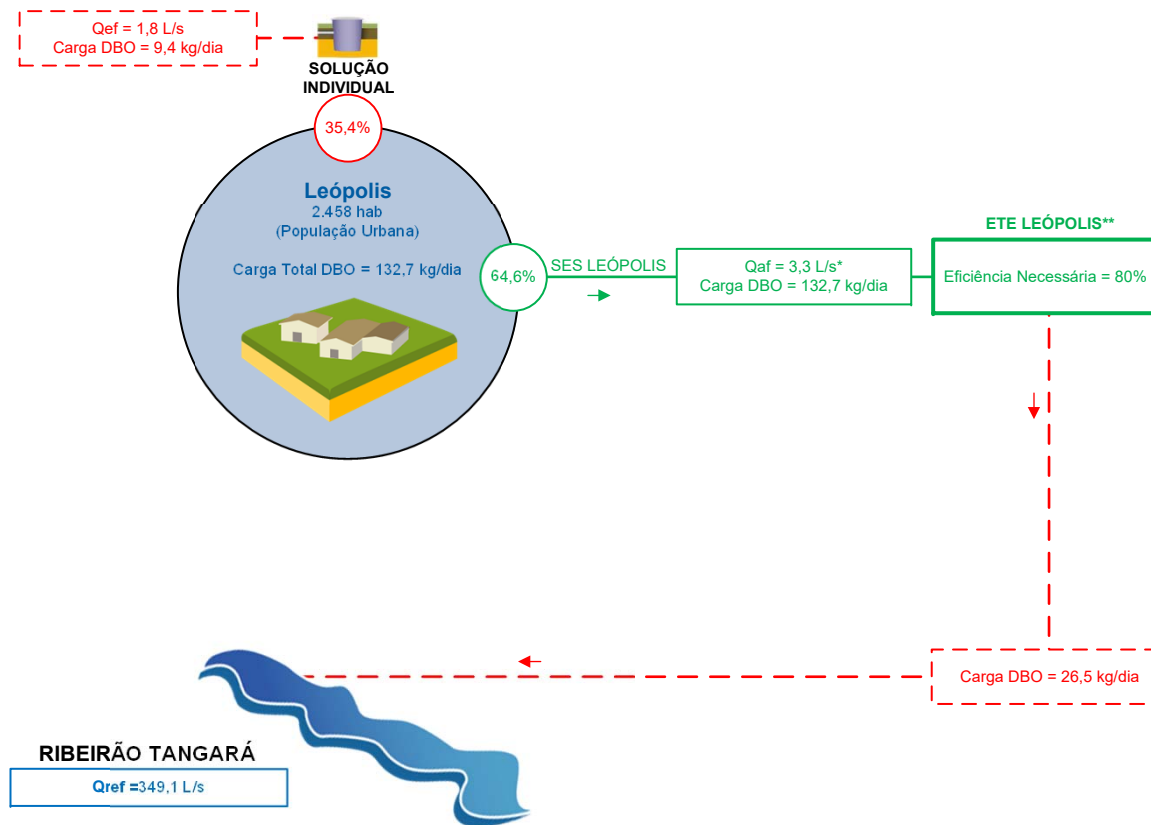 Qef = 1,8 L/s
Carga DBO = 9,4 kg/dia
SOLUÇÃO
INDIVIDUAL
35,4%
Leópolis
2.458 hab
(População Urbana)
Carga Total DBO = 132,7 kg/dia
64,6%
SES LEÓPOLIS
Qaf = 3,3 L/s*
Carga DBO = 132,7 kg/dia
ETE LEÓPOLIS**
Eficiência Necessária = 80%
Carga DBO = 26,5 kg/dia
RIBEIRÃO TANGARÁ
Qref =349,1 L/s